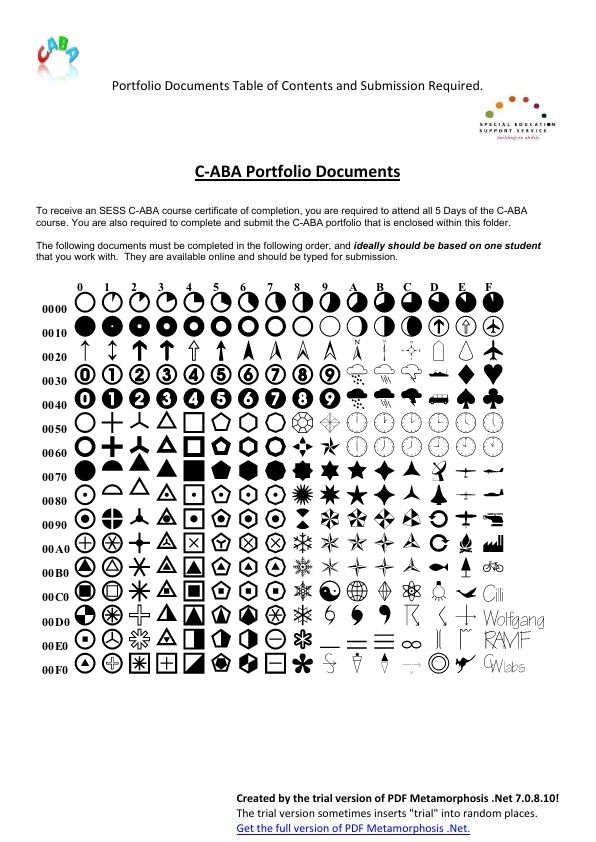 CABA
Portfolio Documents Table of Contents and Submission Required.
SPECIAL EDUCATION
SUPPORT SERVICE
building on ability
C-ABA Portfolio Documents
To receive an SESS C-ABA course certificate of completion, you are required to attend all 5 Days of the C-ABA
course. You are also required to complete and submit the C-ABA portfolio that is enclosed within this folder.
The following documents must be completed in the following order, and ideally should be based on one student
that you work with. They are available online and should be typed for submission.
0 1 2 3 4 5 6 7 8 9 A B C D E F
0000
0010
0020 N
0030 0 1 2 3 4 5 6 7 8 9
0040 0 1 2 3 4 5 6 7 8 9
0050
0060
0070
0080
0090
00A0
00B0
00C0 Cilli
00D0 Wolfgang
00E0 RAMF
00F0 GWlabs
Created by the trial version of PDF Metamorphosis .Net 7.0.8.10!
The trial version sometimes inserts "trial" into random places.
Get the full version of PDF Metamorphosis .Net.